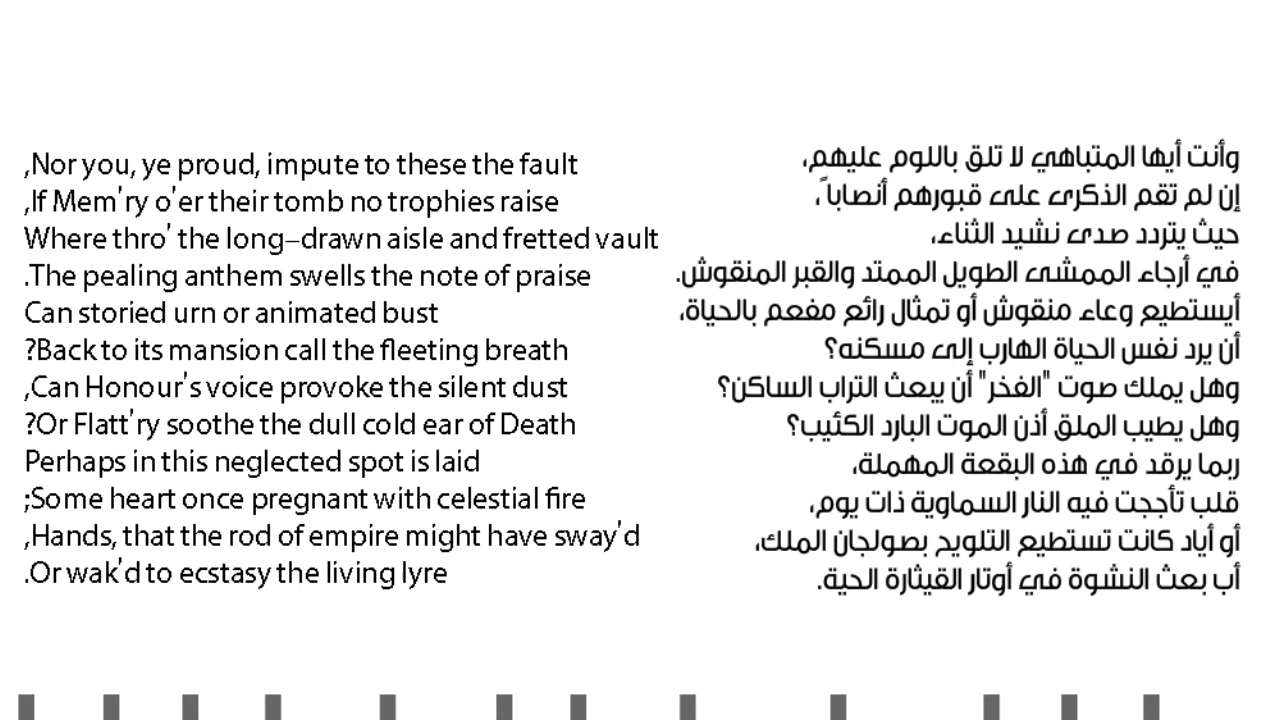 ,Nor you, ye proud, impute to these the fault
,If Mem'ry o'er their tomb no trophies raise
Where thro' the long–drawn aisle and fretted vault
.The pealing anthem swells the note of praise
Can storied urn or animated bust
?Back to its mansion call the fleeting breath
,Can Honour's voice provoke the silent dust
?Or Flatt'ry soothe the dull cold ear of Death
Perhaps in this neglected spot is laid
;Some heart once pregnant with celestial fire
,Hands, that the rod of empire might have sway'd
.Or wak'd to ecstasy the living lyre
وأنت أيها المتباهي لا تلق باللوم عليهم،
إن لم تقم الذكرى على قبورهم أنصاباً،
حيث يتردد صدى نشيد الثناء،
في أرجاء الممشى الطويل الممتد والقبر المنقوش.
أيستطيع وعاء منقوش أو تمثال رائع مفعم بالحياة،
أن يرد نفس الحياة الهارب إلى مسكنه؟
وهل يملك صوت "الفخر" أن يبعث التراب الساكن؟
وهل يطيب الملق أذن الموت البارد الكئيب؟
ربما يرقد في هذه البقعة المهملة،
قلب تأججت فيه النار السماوية ذات يوم،
أو أياد كانت تستطيع التلويح بصولجان الملك،
أب بعث النشوة في أوتار القيثارة الحية.